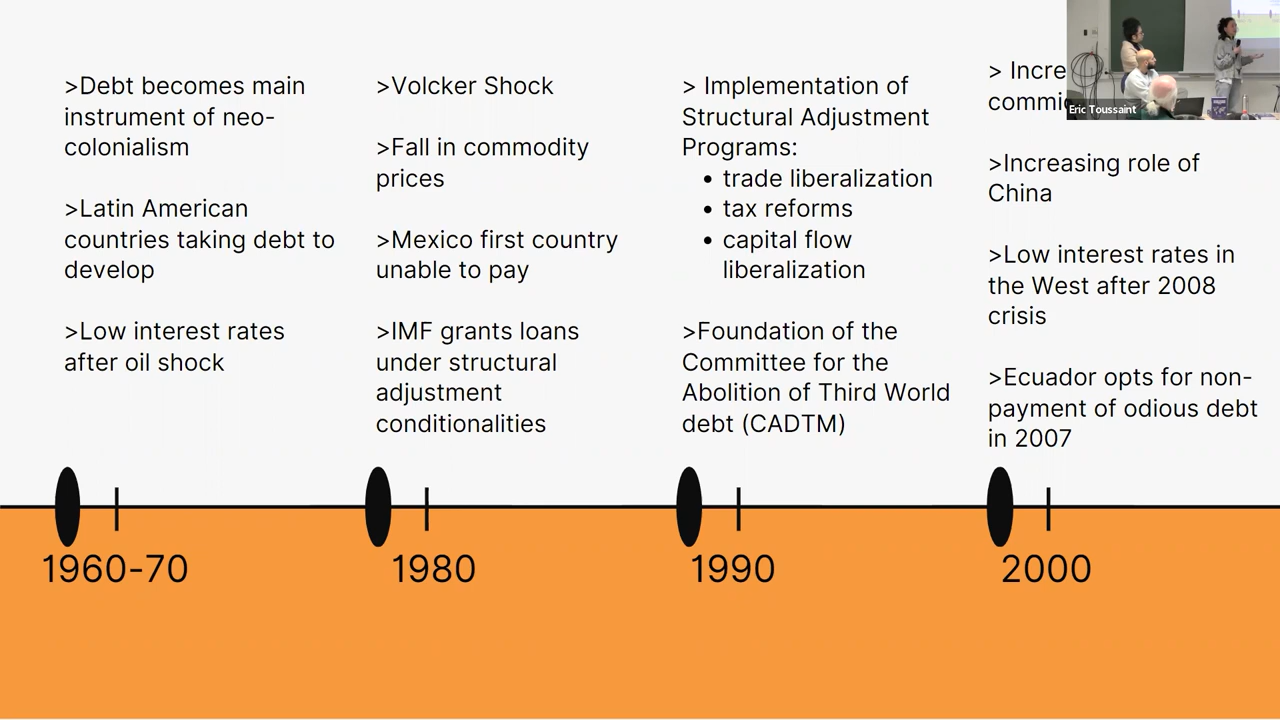 >Debt becomes main
instrument of neo-
colonialism
>Latin American
countries taking debt to
develop
>Low interest rates
after oil shock
>Volcker Shock
>Fall in commodity
prices
>Mexico first country
unable to pay
>IMF grants loans
under structural
adjustment
conditionalities
> Implementation of
Structural Adjustment
Programs:
• trade liberalization
• tax reforms
• capital flow
liberalization
>Foundation of the
Committee for the
Abolition of Third World
debt (CADTM)
>
>Increasing role of
China
>Low interest rates in
the West after 2008
crisis
>Ecuador opts for non-
payment of odious debt
in 2007
Eric Toussaint
1960-70
1980
1990
2000